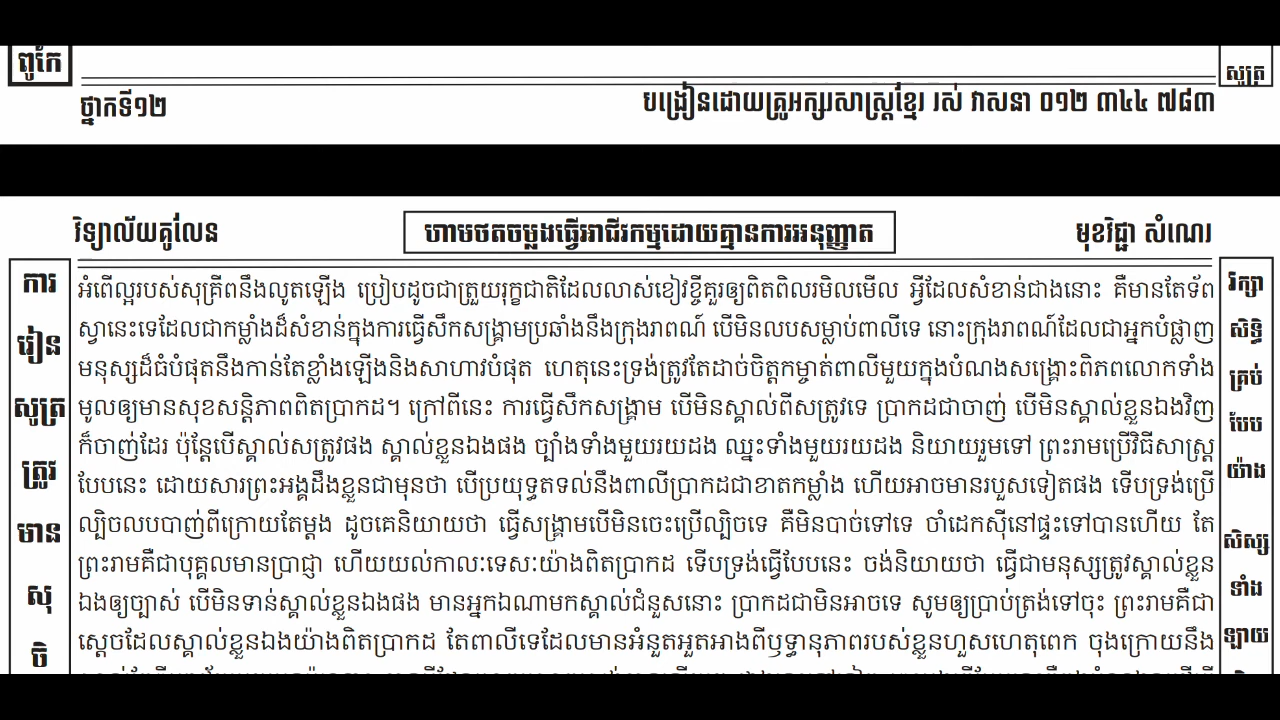 ពូកែ
សូត្រ
ថ្នាក់ទី១២
បង្រៀនដោយគ្រូអក្សរសាស្ត្រខ្មែរ រស់ វាសនា ០១២ ៣៤៤ ៧៨៣
វិទ្យាល័យគូលែន
ហាមថតចម្លងធ្វើអាជីវកម្មដោយគ្មានការអនុញ្ញាត
មុខវិជ្ជា សំណេរ
ការ
រៀន
សូត្រ
ត្រូវ
មាន
សុ
ចិ
អំពើល្អរបស់សុគ្រីពនឹងលូតឡើង ប្រៀបដូចជាត្រួយរុក្ខជាតិដែលលាស់ខៀវខ្ចីគួរឲ្យពិតពិលរមិលមើល អ្វីដែលសំខាន់ជាងនោះ គឺមានតែទ័ព
ស្វានេះទេដែលជាកម្លាំងដ៏សំខាន់ក្នុងការធ្វើសឹកសង្គ្រាមប្រឆាំងនឹងក្រុងរាពណ៍ បើមិនលបសម្លាប់ពាលីទេ នោះក្រុងរាពណ៍ដែលជាអ្នកបំផ្លាញ
មនុស្សដ៏ធំបំផុតនឹងកាន់តែខ្លាំងឡើងនិងសាហាវបំផុត ហេតុនេះទ្រង់ត្រូវតែដាច់ចិត្តកម្ចាត់ពាលីមួយក្នុងបំណងសង្គ្រោះពិភពលោកទាំង
មូលឲ្យមានសុខសន្តិភាពពិតប្រាកដ។ ក្រៅពីនេះ ការធ្វើសឹកសង្គ្រាម បើមិនស្គាល់ពីសត្រូវទេ ប្រាកដជាចាញ់ បើមិនស្គាល់ខ្លួនឯងវិញ
ក៏ចាញ់ដែរ ប៉ុន្តែបើស្គាល់សត្រូវផង ស្គាល់ខ្លួនឯងផង ច្បាំងទាំងមួយរយដង ឈ្នះទាំងមួយរយដង និយាយរួមទៅ ព្រះរាមប្រើវិធីសាស្ត្រ
បែបនេះ ដោយសារព្រះអង្គដឹងខ្លួនជាមុនថា បើប្រយុទ្ធតទល់នឹងពាលីប្រាកដជាខាតកម្លាំង ហើយអាចមានរបួសទៀតផង ទើបទ្រង់ប្រើ
ល្បិចលបបាញ់ពីក្រោយតែម្តង ដូចគេនិយាយថា ធ្វើសង្គ្រាមបើមិនចេះប្រើល្បិចទេ គឺមិនបាច់ទៅទេ ចាំដេកស៊ីនៅផ្ទះទៅបានហើយ តែ
ព្រះរាមគឺជាបុគ្គលមានប្រាជ្ញា ហើយយល់កាលៈទេសៈយ៉ាងពិតប្រាកដ ទើបទ្រង់ធ្វើបែបនេះ ចង់និយាយថា ធ្វើជាមនុស្សត្រូវស្គាល់ខ្លួន
ឯងឲ្យច្បាស់ បើមិនទាន់ស្គាល់ខ្លួនឯងផង មានអ្នកឯណាមកស្គាល់ជំនួសនោះ ប្រាកដជាមិនអាចទេ សូមឲ្យប្រាប់ត្រង់ទៅចុះ ព្រះរាមគឺជា
ស្តេចដែលស្គាល់ខ្លួនឯងយ៉ាងពិតប្រាកដ តែពាលីទេដែលមានអំនួតអួតអាងពីឫទ្ធានុភាពរបស់ខ្លួនហួសហេតុពេក ចុងក្រោយនឹង
រក្សា
សិទ្ធិ
គ្រប់
បែប
យ៉ាង
សិស្ស
ទាំង
ឡាយ